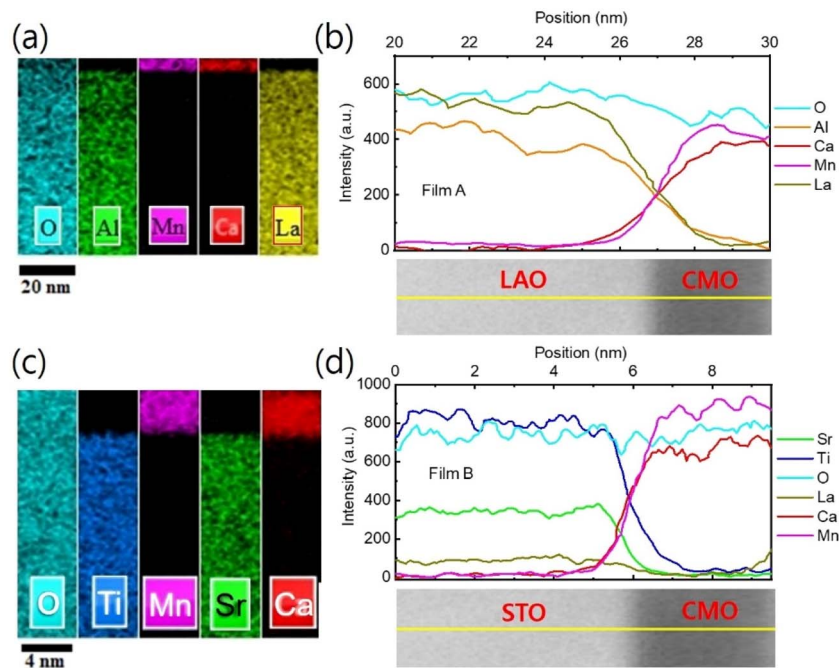 (a)
O Al Mn Ca La
20 nm
(b)
Position (nm)
20 22 24 26 28 30
Intensity (a.u.)
600
400
200
0
Film A
O
Al
Ca
Mn
La
LAO CMO
(c)
O Ti Mn Sr Ca
4 nm
(d)
Position (nm)
0 2 4 6 8
Intensity (a.u.)
1000
800
600
400
200
0
Film B
Sr
Ti
O
La
Ca
Mn
STO CMO